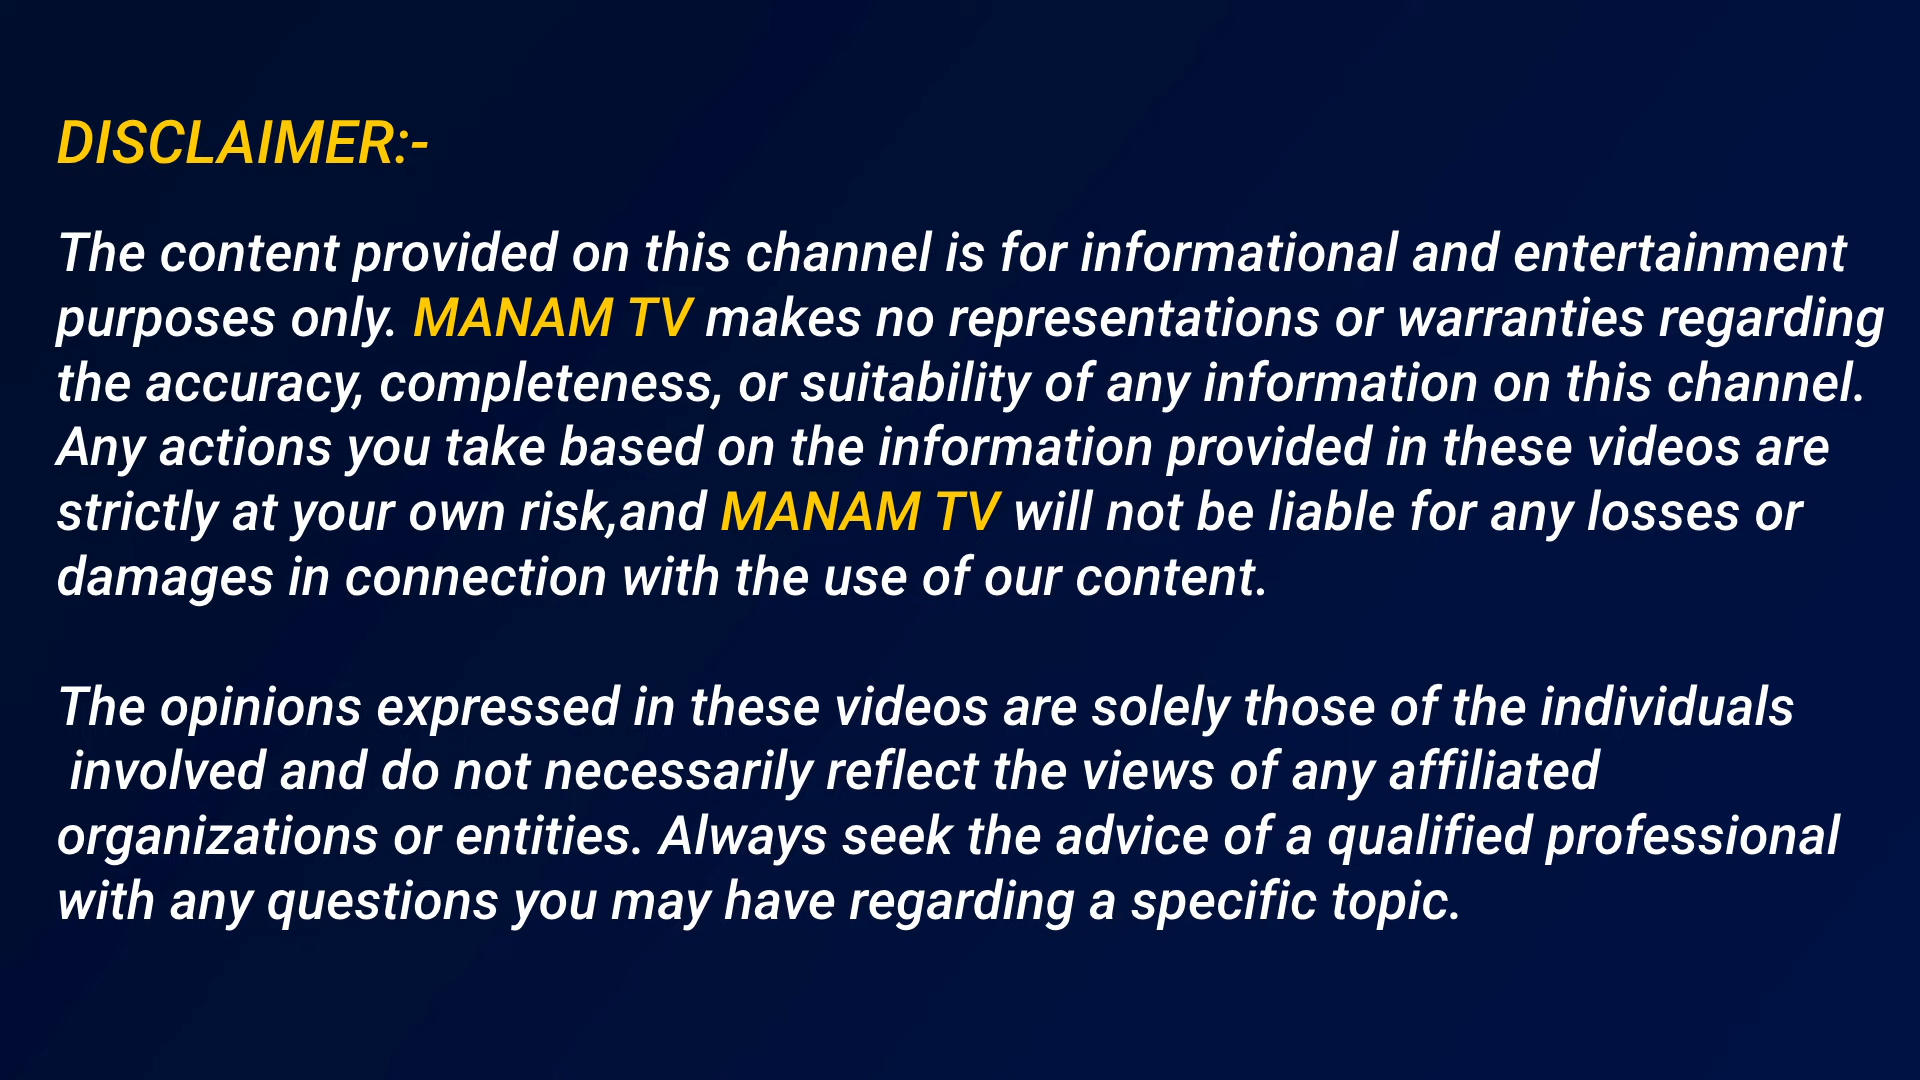 DISCLAIMER:-
The content provided on this channel is for informational and entertainment
purposes only. MANAM TV makes no representations or warranties regarding
the accuracy, completeness, or suitability of any information on this channel.
Any actions you take based on the information provided in these videos are
strictly at your own risk,and MANAM TV will not be liable for any losses or
damages in connection with the use of our content.
The opinions expressed in these videos are solely those of the individuals
involved and do not necessarily reflect the views of any affiliated
organizations or entities. Always seek the advice of a qualified professional
with any questions you may have regarding a specific topic.